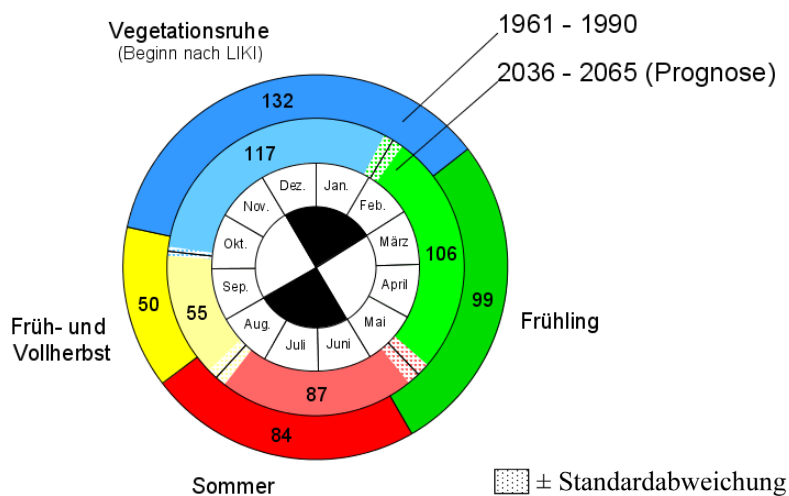 1961 - 1990
Vegetationsruhe
(Beginn nach LIKI)
2036 - 2065 (Prognose)
132
117
Dez.
Jan.
Nov.
Feb.
Okt.
März
106
Sep.
April
99
50
55
Aug.
Mai
Früh- und
Vollherbst
Frühling
Juli
Juni
87
84
Sommer
± Standardabweichung